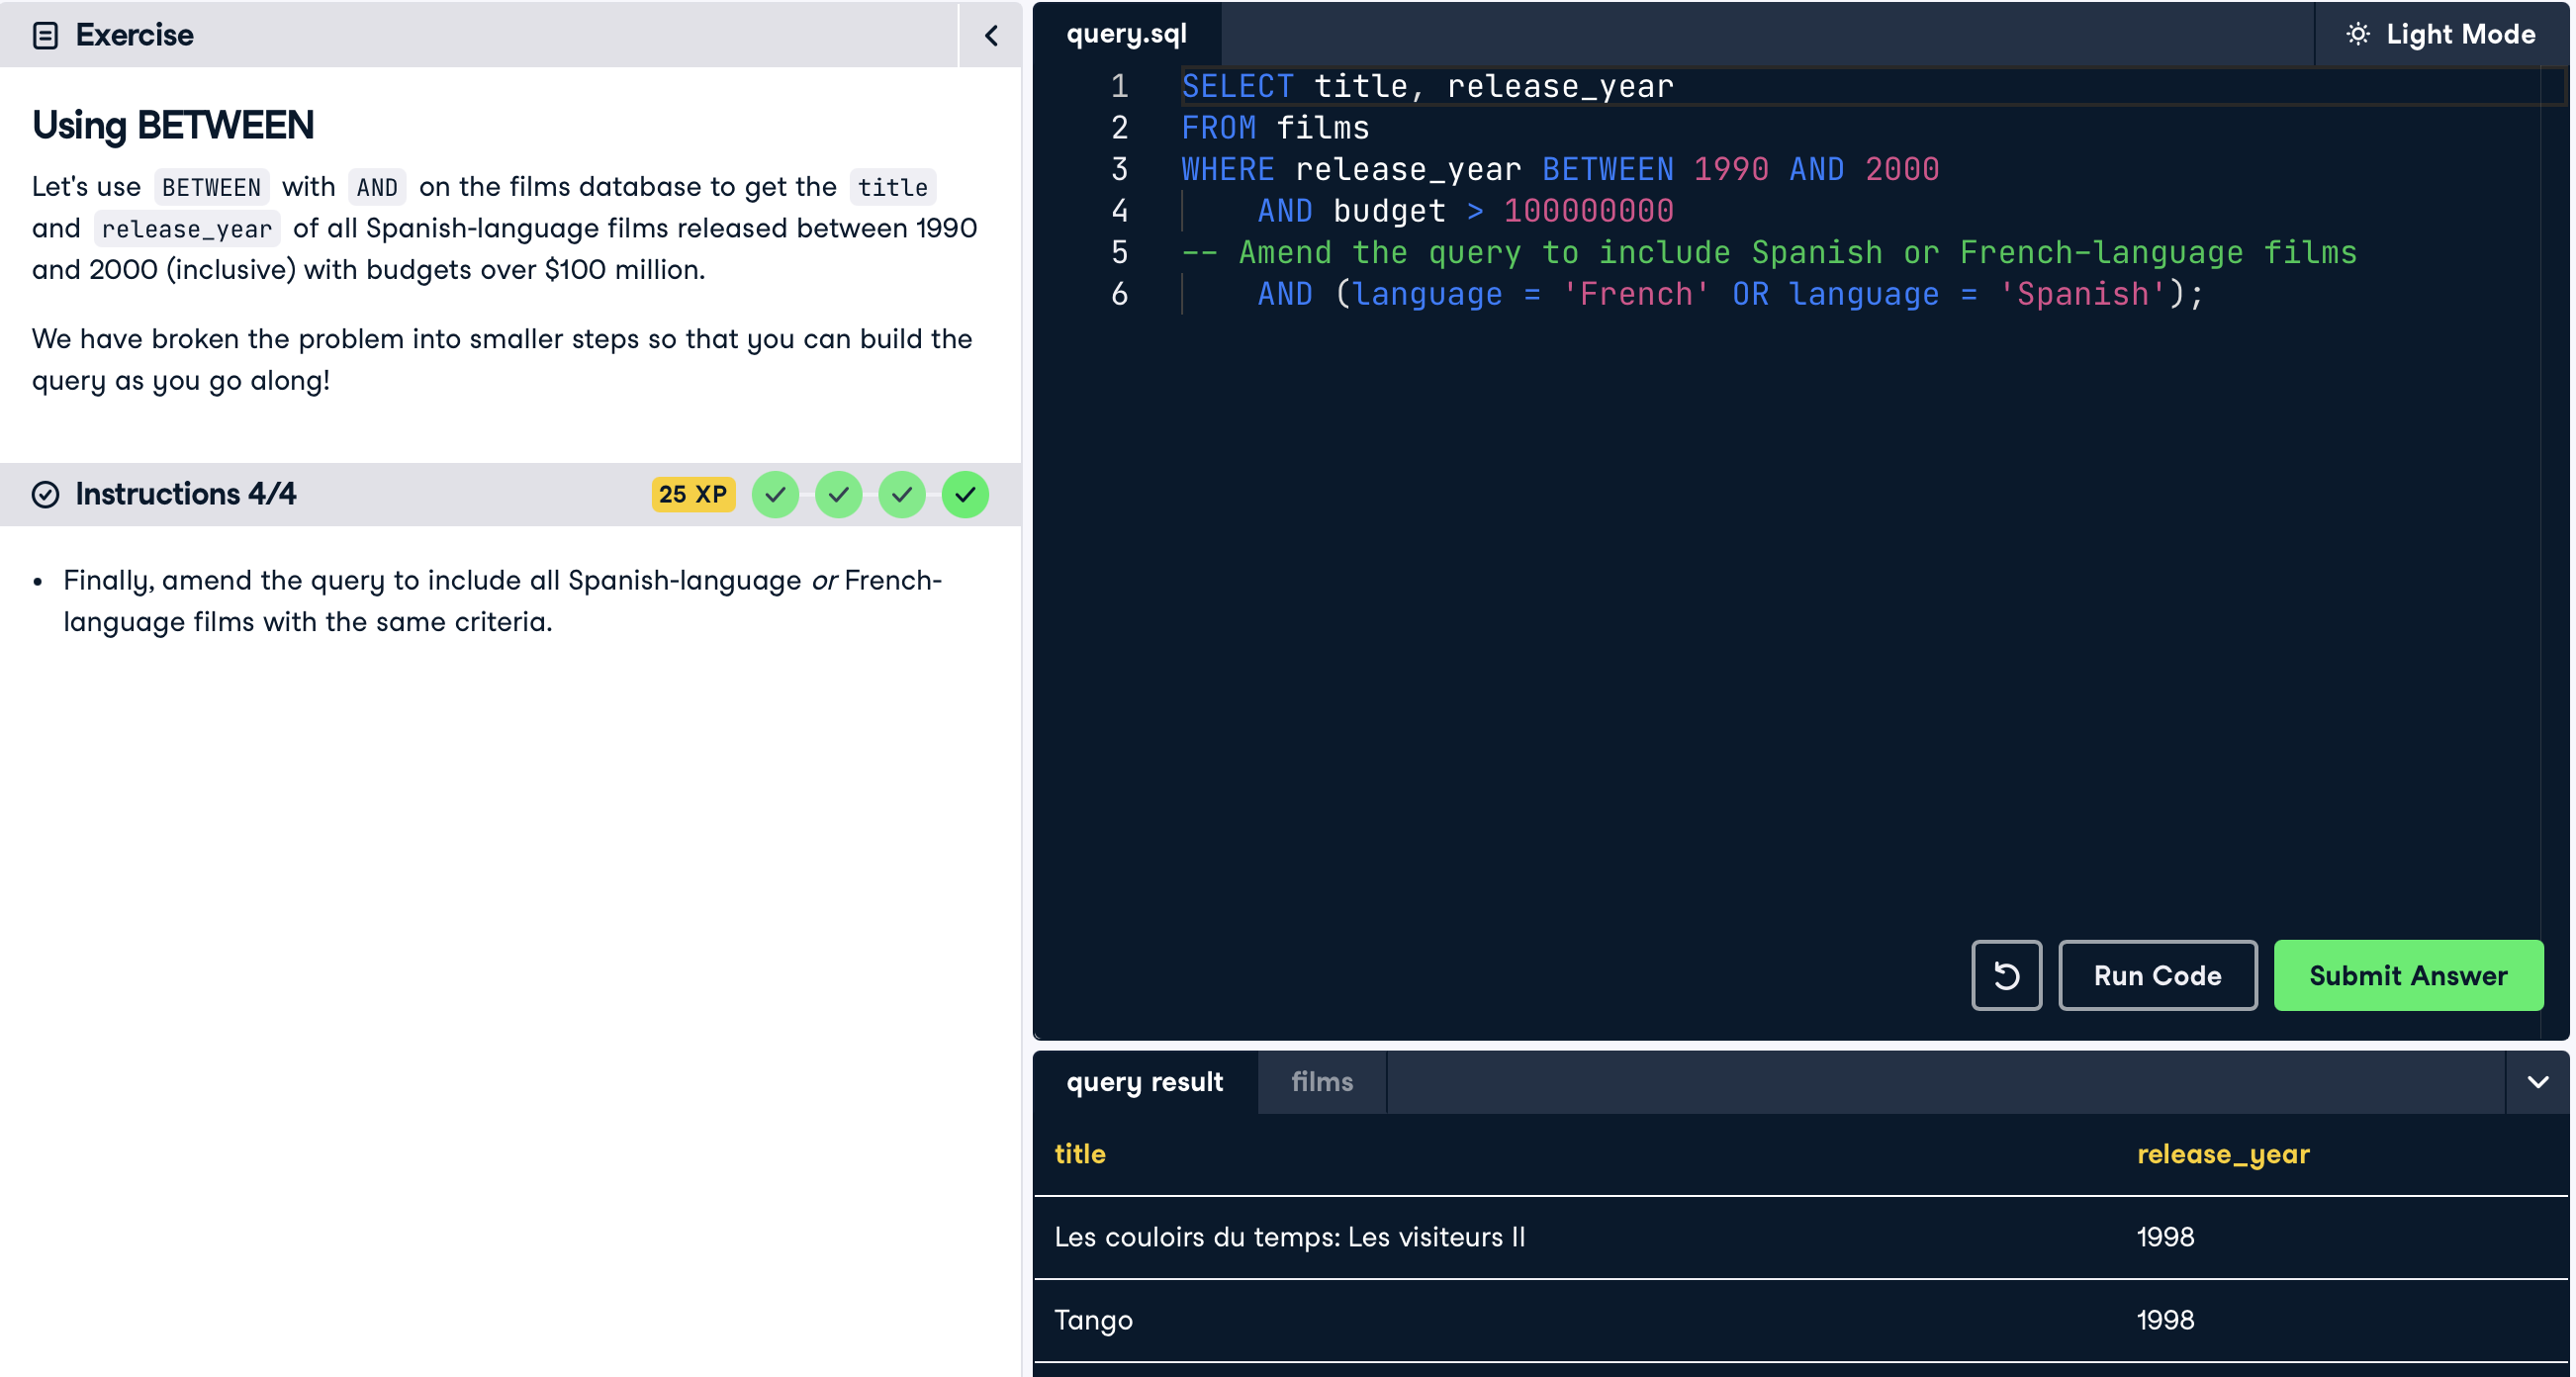 Exercise
Using BETWEEN
Let's use BETWEEN with AND on the films database to get the title
and release_year of all Spanish-language films released between 1990
and 2000 (inclusive) with budgets over $100 million.
We have broken the problem into smaller steps so that you can build the
query as you go along!
Instructions 4/4
25 XP
• Finally, amend the query to include all Spanish-language or French-
language films with the same criteria.
query.sql
Light Mode
1 SELECT title, release_year
2 FROM films
3 WHERE release_year BETWEEN 1990 AND 2000
4     AND budget > 100000000
5 -- Amend the query to include Spanish or French-language films
6     AND (language = 'French' OR language = 'Spanish');
Run Code
Submit Answer
query result
films
title release_year
Les couloirs du temps: Les visiteurs II 1998
Tango 1998